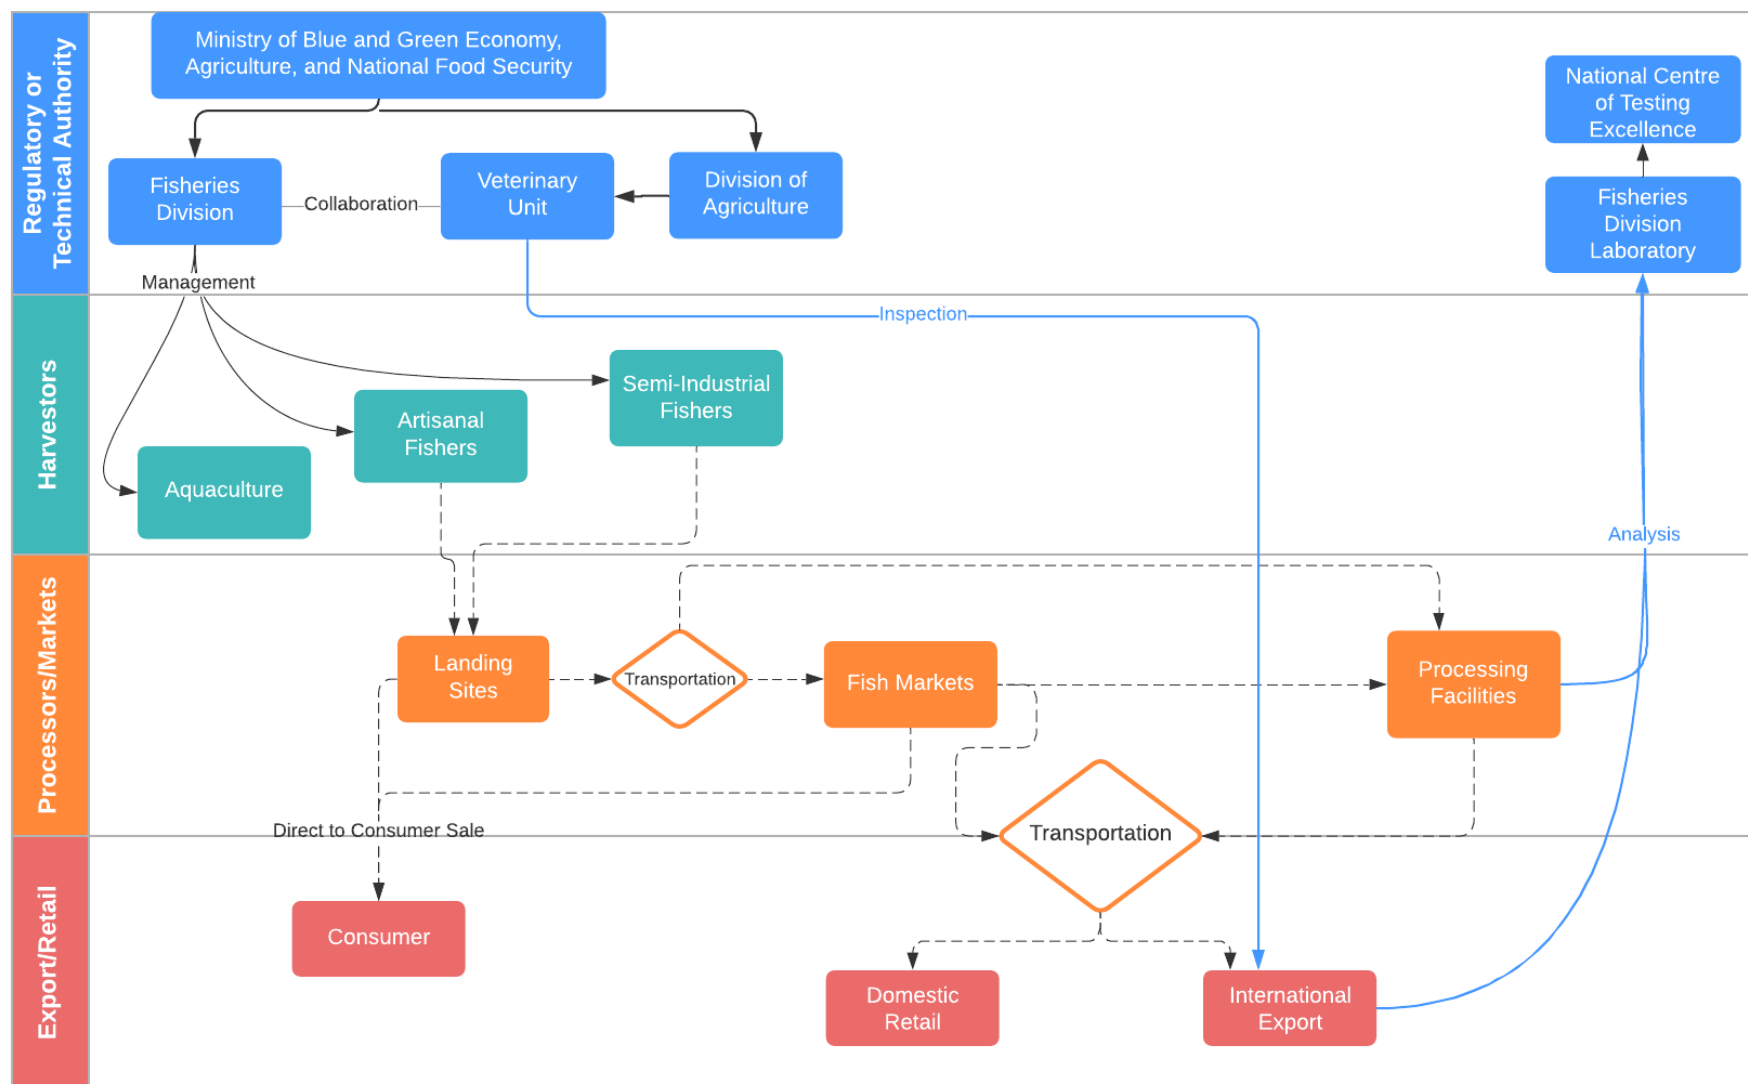 Regulatory or
Technical Authority
Ministry of Blue and Green Economy,
Agriculture, and National Food Security
National Centre
of Testing
Excellence
Fisheries
Division
Collaboration
Veterinary
Unit
Division of
Agriculture
Fisheries
Division
Laboratory
Management
Inspection
Harvestors
Semi-Industrial
Fishers
Artisanal
Fishers
Aquaculture
Analysis
Processors/Markets
Landing
Sites
Transportation
Fish Markets
Processing
Facilities
Direct to Consumer Sale
Transportation
Export/Retail
Consumer
Domestic
Retail
International
Export